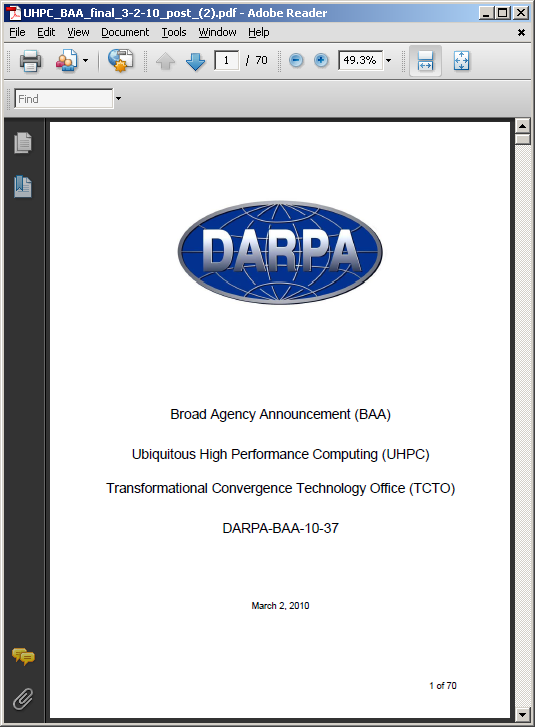 UHPC_BAA_final_3-2-10_post_(2).pdf - Adobe Reader
File Edit View Document Tools Window Help
1 / 70 49.3%
Find
DARPA
Broad Agency Announcement (BAA)
Ubiquitous High Performance Computing (UHPC)
Transformational Convergence Technology Office (TCTO)
DARPA-BAA-10-37
March 2, 2010
1 of 70